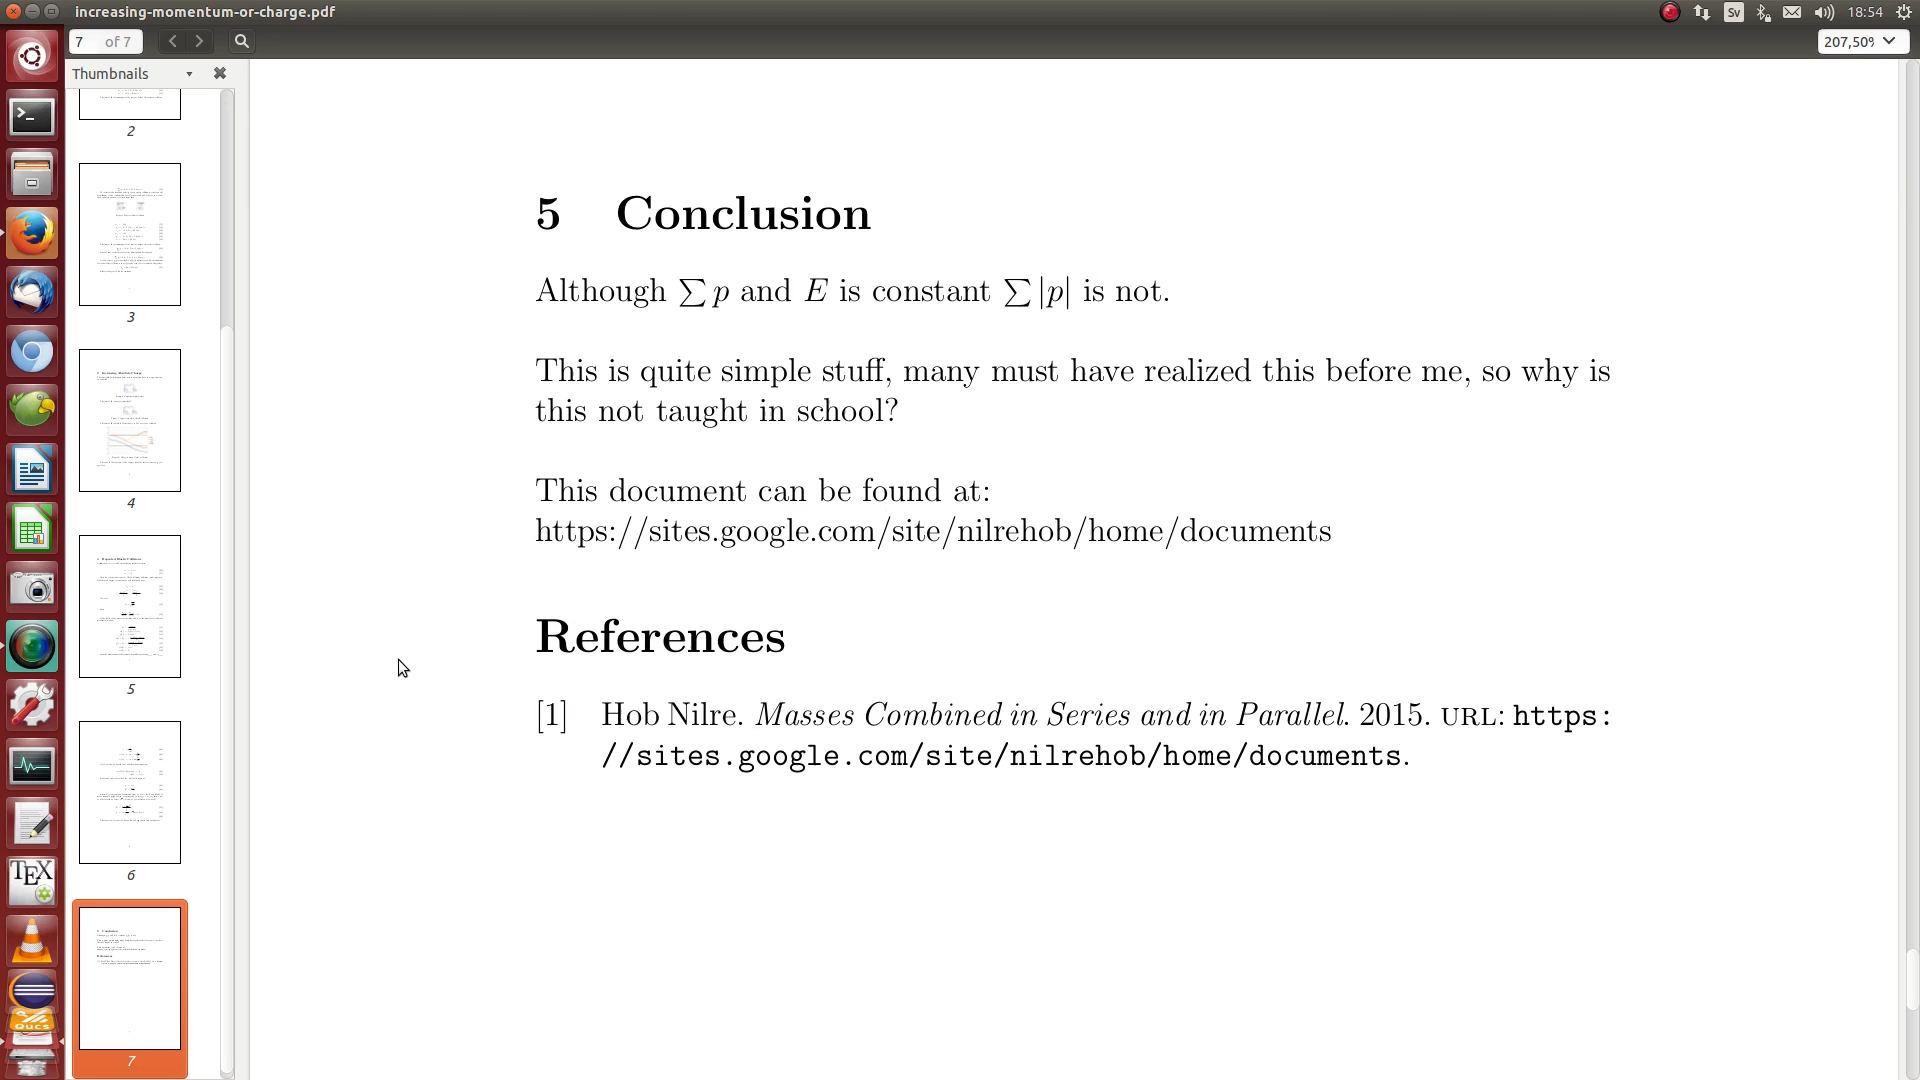 increasing-momentum-or-charge.pdf
Sv
18:54
7 of 7
207,50%
Thumbnails
2
3
4
5
6
7
5 Conclusion
Although ∑ p and E is constant ∑ |p| is not.
This is quite simple stuff, many must have realized this before me, so why is
this not taught in school?
This document can be found at:
https://sites.google.com/site/nilrehob/home/documents
References
[1] Hob Nilre. Masses Combined in Series and in Parallel. 2015. URL: https:
//sites.google.com/site/nilrehob/home/documents.
TEX
QUCS